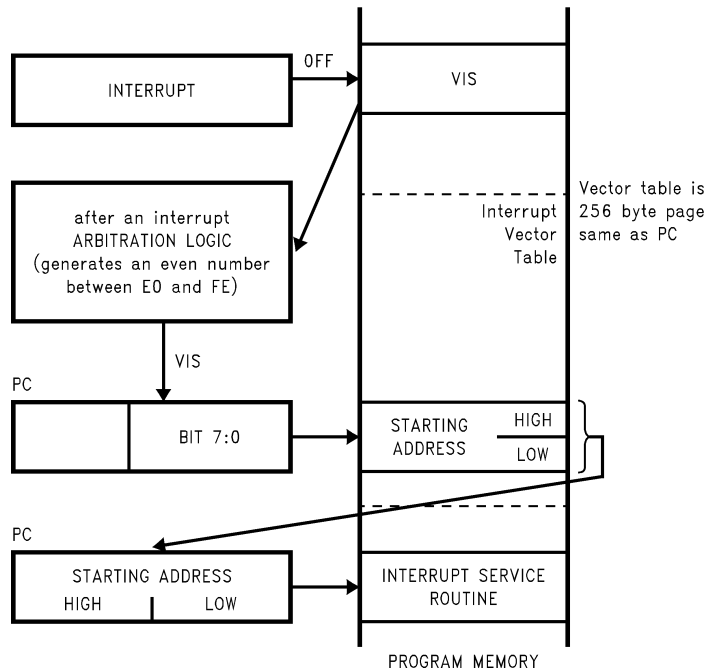 INTERRUPT
OFF
VIS
after an interrupt
ARBITRATION LOGIC
(generates an even number
between E0 and FE)
Interrupt
Vector
Table
Vector table is
256 byte page
same as PC
VIS
PC
BIT 7:0
STARTING
ADDRESS
HIGH
LOW
PC
STARTING ADDRESS
HIGH
LOW
INTERRUPT SERVICE
ROUTINE
PROGRAM MEMORY